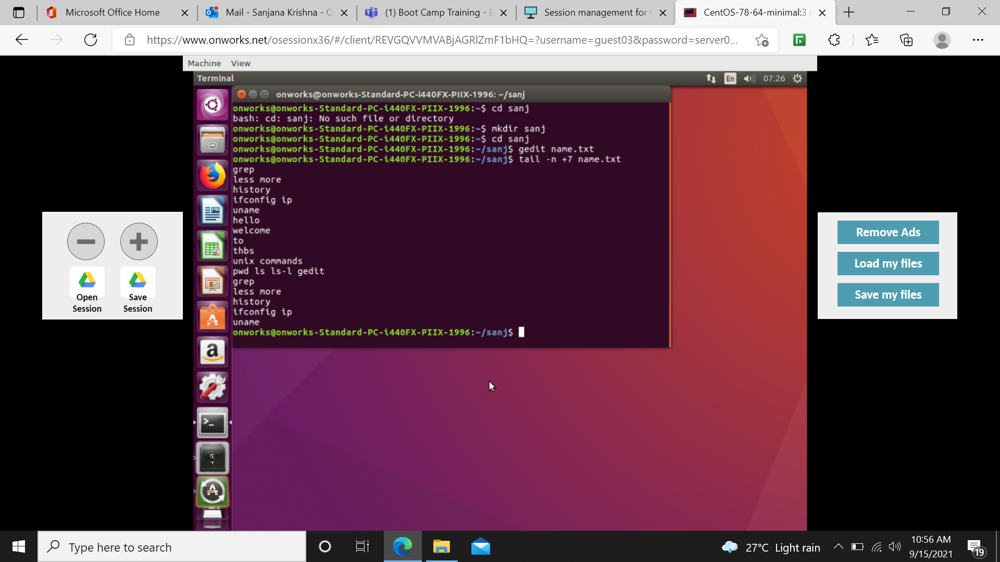 Microsoft Office Home
Mail - Sanjana Krishna - O
(1) Boot Camp Training - B
Session management for
CentOS-78-64-minimal:3 (
https://www.onworks.net/osessionx36/#/client/REVGQVVMVABjAGRlZmF1bHQ=?username=guest03&password=server0...
Machine View
Terminal
En
07:26
onworks@onworks-Standard-PC-i440FX-PIIX-1996: ~/sanj
onworks@onworks-Standard-PC-i440FX-PIIX-1996:~$ cd sanj
bash: cd: sanj: No such file or directory
onworks@onworks-Standard-PC-i440FX-PIIX-1996:~$ mkdir sanj
onworks@onworks-Standard-PC-i440FX-PIIX-1996:~$ cd sanj
onworks@onworks-Standard-PC-i440FX-PIIX-1996:~/sanj$ gedit name.txt
onworks@onworks-Standard-PC-i440FX-PIIX-1996:~/sanj$ tail -n +7 name.txt
grep
less more
history
ifconfig ip
uname
hello
welcome
to
thbs
unix commands
pwd ls ls-l gedit
grep
less more
history
ifconfig ip
uname
onworks@onworks-Standard-PC-i440FX-PIIX-1996:~/sanj$
Open
Session
Save
Session
Remove Ads
Load my files
Save my files
Type here to search
27°C Light rain
10:56 AM
9/15/2021
19